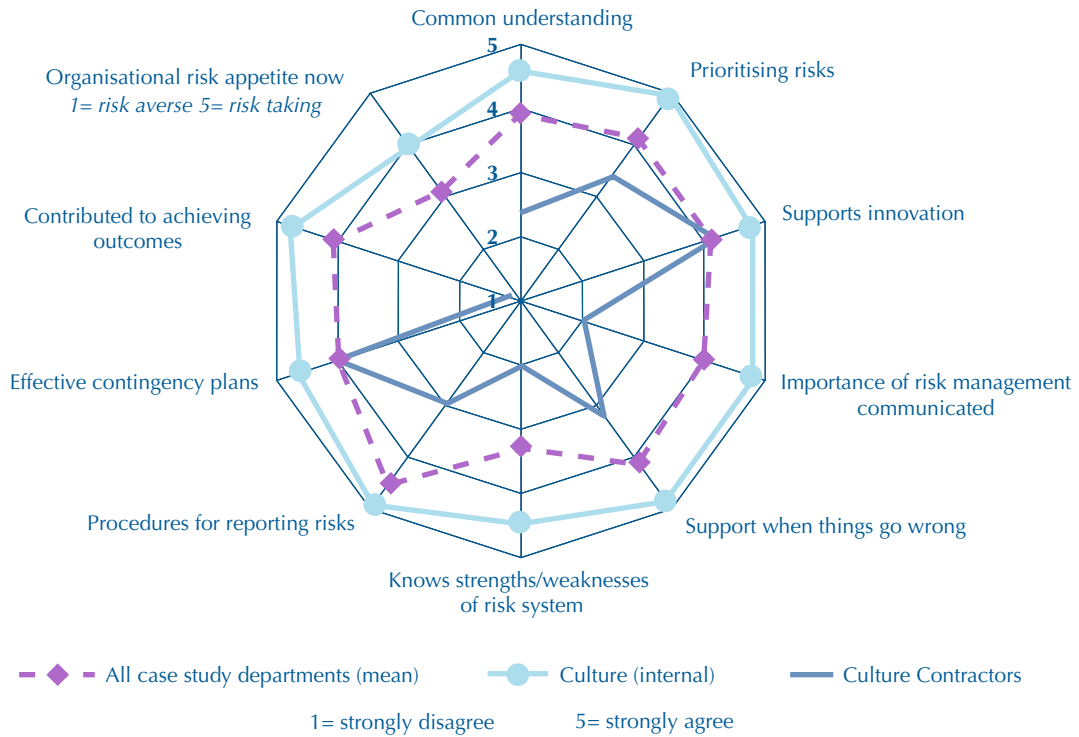 Common understanding
5
Organisational risk appetite now
1= risk averse 5= risk taking
Prioritising risks
4
3
Contributed to achieving
outcomes
Supports innovation
2
1
Effective contingency plans
Importance of risk management
communicated
Procedures for reporting risks
Support when things go wrong
Knows strengths/weaknesses
of risk system
All case study departments (mean)
Culture (internal)
Culture Contractors
1= strongly disagree
5= strongly agree